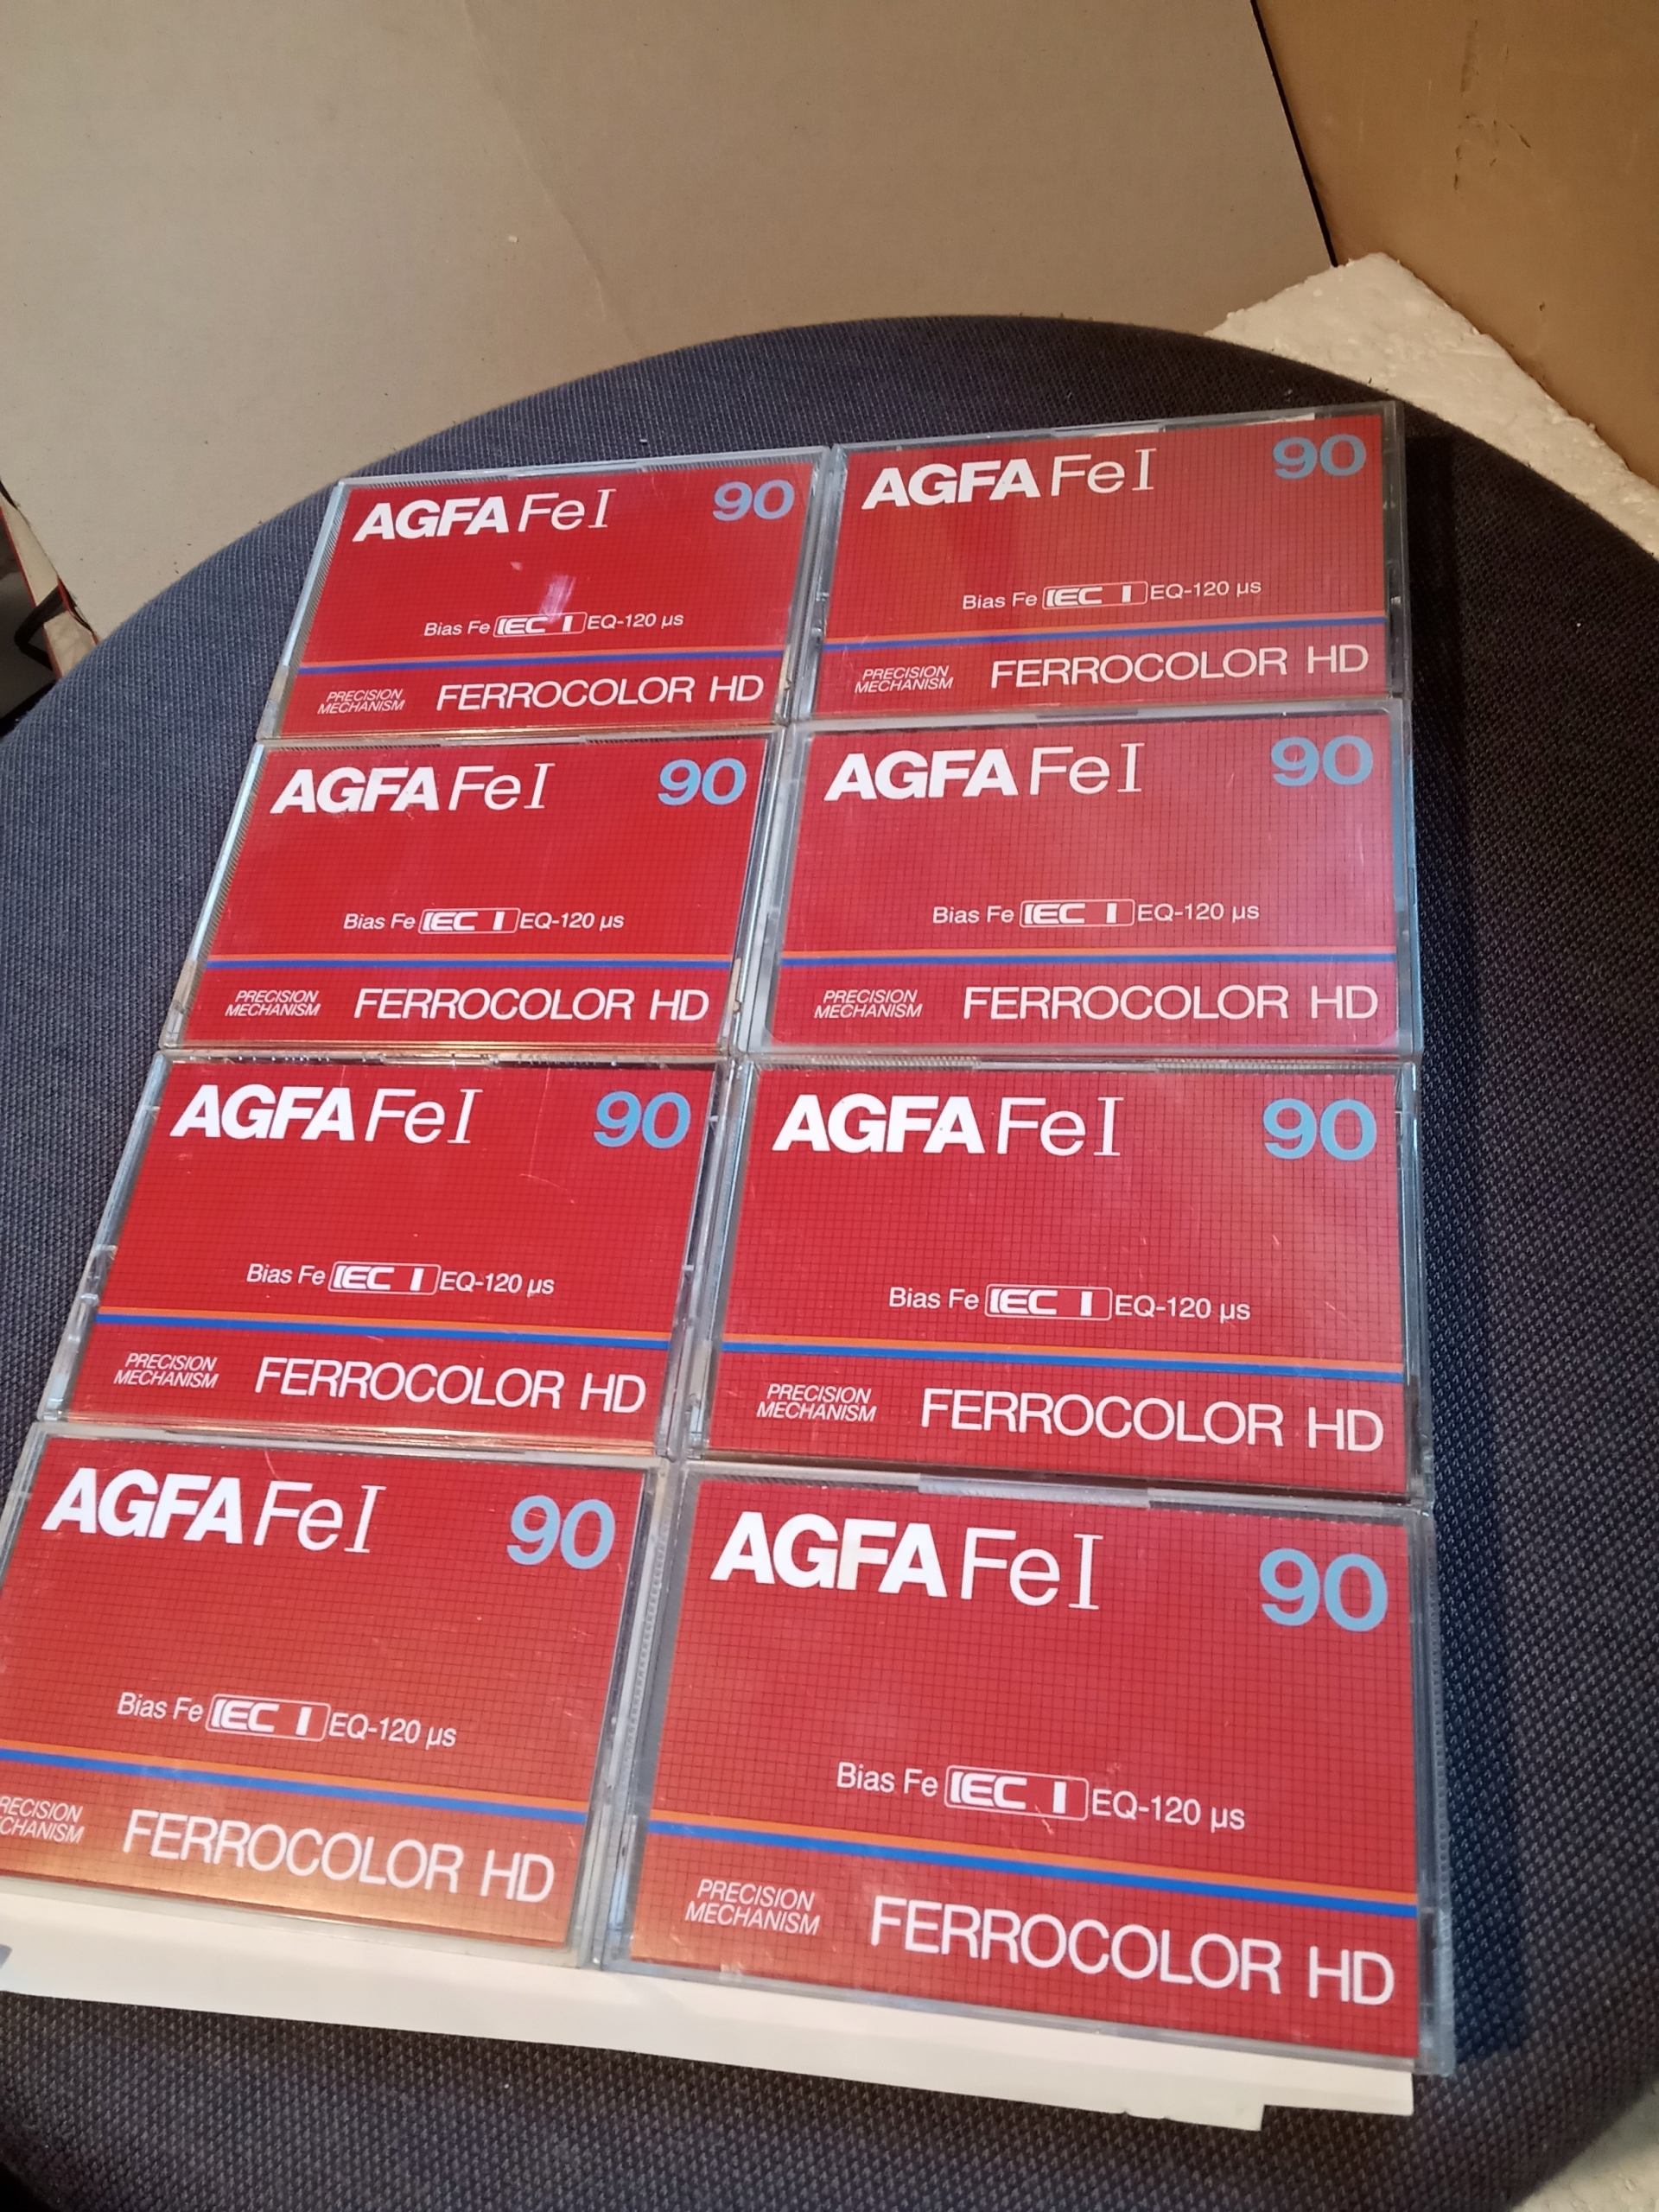 AGFA Fe I 90
Bias Fe IEC I EQ-120 µs
PRECISION
MECHANISM FERROCOLOR HD
AGFA Fe I 90
Bias Fe IEC I EQ-120 µs
PRECISION
MECHANISM FERROCOLOR HD
AGFA Fe I 90
Bias Fe IEC I EQ-120 µs
PRECISION
MECHANISM FERROCOLOR HD
AGFA Fe I 90
Bias Fe IEC I EQ-120 µs
PRECISION
MECHANISM FERROCOLOR HD
AGFA Fe I 90
Bias Fe IEC I EQ-120 µs
PRECISION
MECHANISM FERROCOLOR HD
AGFA Fe I 90
Bias Fe IEC I EQ-120 µs
PRECISION
MECHANISM FERROCOLOR HD
AGFA Fe I 90
Bias Fe IEC I EQ-120 µs
RECISION
CHANISM FERROCOLOR HD
AGFA Fe I 90
Bias Fe IEC I EQ-120 µs
PRECISION
MECHANISM FERROCOLOR HD